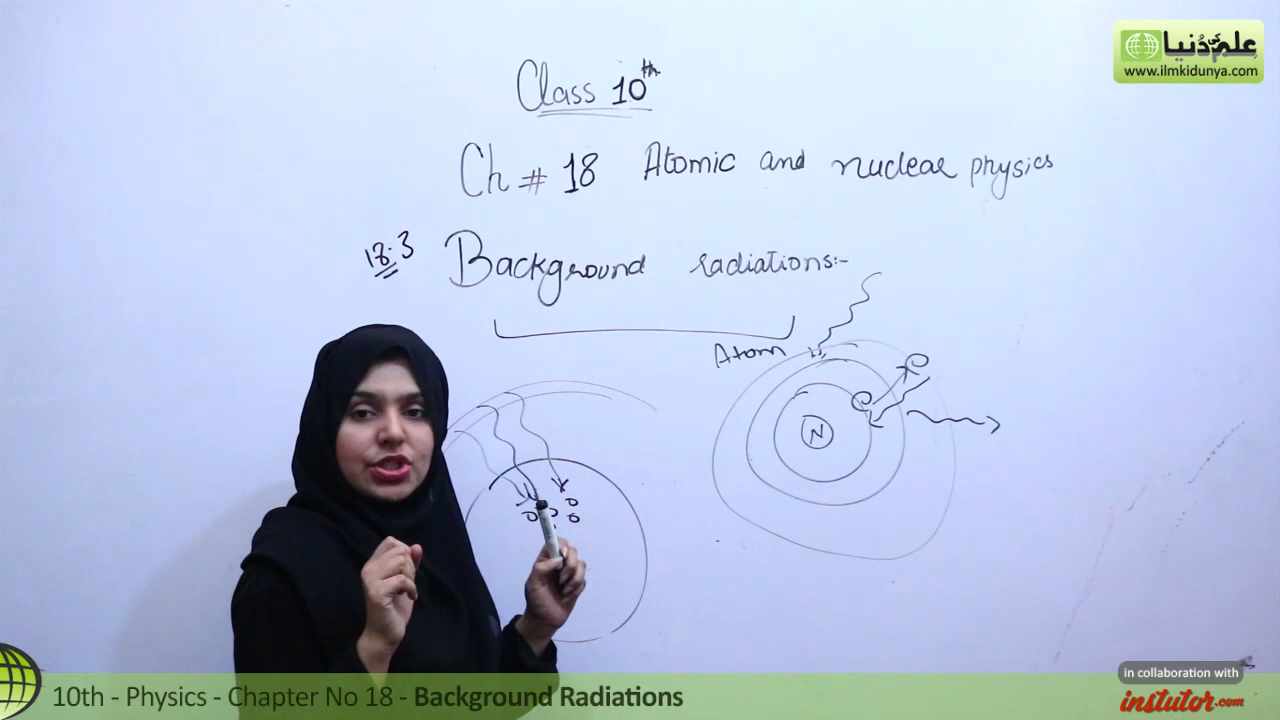 علم کی دُنیا
www.ilmkidunya.com
Class 10th
Ch # 18 Atomic and nuclear physics
18.3 Background radiations:-
Atom
e
e
N
in collaboration with
10th - Physics - Chapter No 18 - Background Radiations
instutor.com